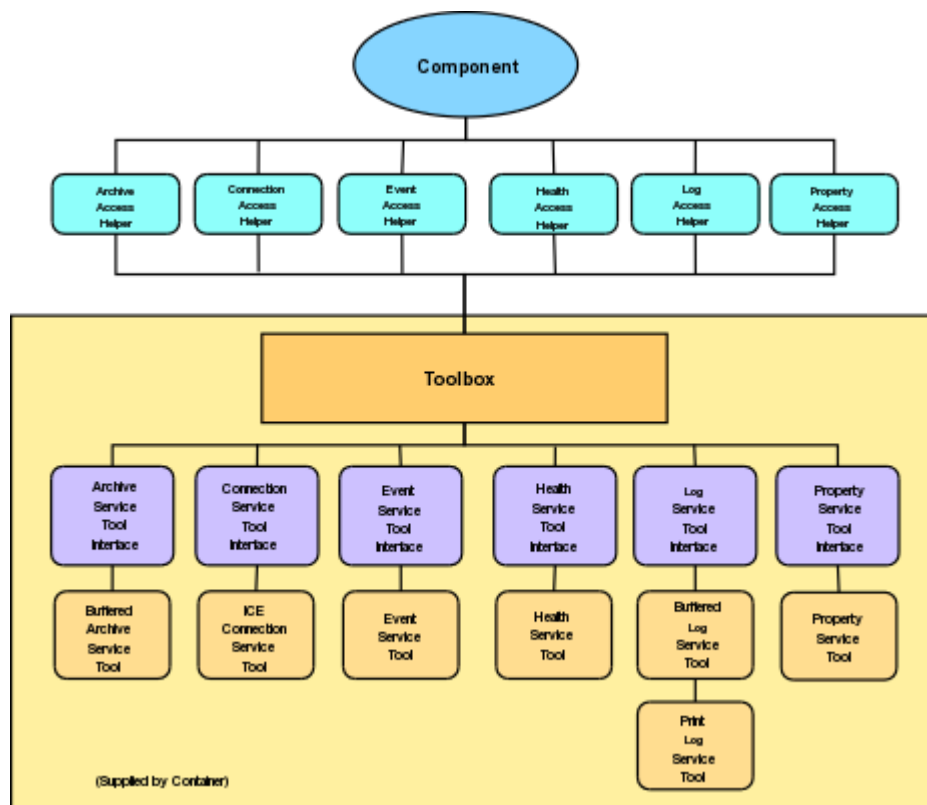 Component
Archive
Access
Helper
Connection
Access
Helper
Event
Access
Helper
Health
Access
Helper
Log
Access
Helper
Property
Access
Helper
Toolbox
Archive
Service
Tool
Interface
Connection
Service
Tool
Interface
Event
Service
Tool
Interface
Health
Service
Tool
Interface
Log
Service
Tool
Interface
Property
Service
Tool
Interface
Buffered
Archive
Service
Tool
ICE
Connection
Service
Tool
Event
Service
Tool
Health
Service
Tool
Buffered
Log
Service
Tool
Property
Service
Tool
Print
Log
Service
Tool
(Supplied by Container)